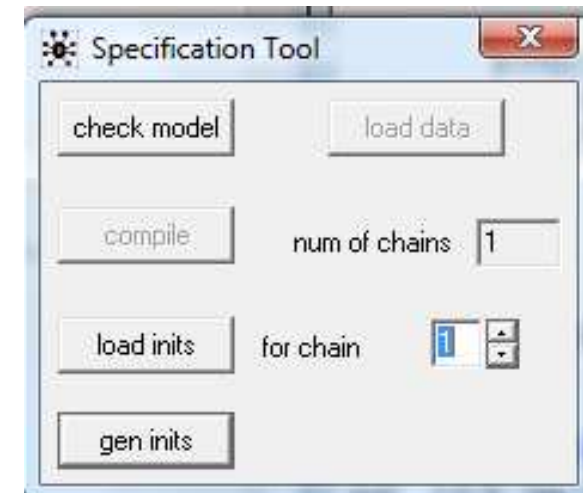 Specification Tool
check model load data
compile num of chains 1
load inits for chain 1
gen inits